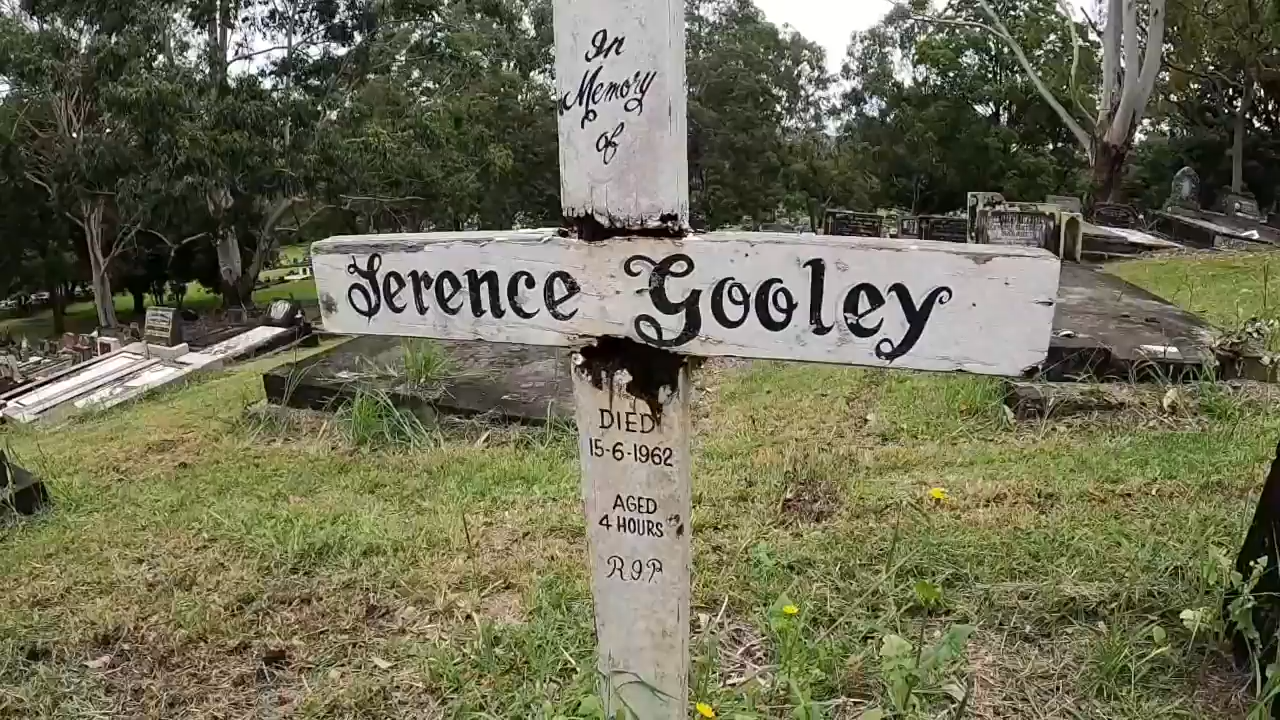 In
Memory
of
Terence Gooley
DIED
15-6-1962
AGED
4 HOURS
RIP